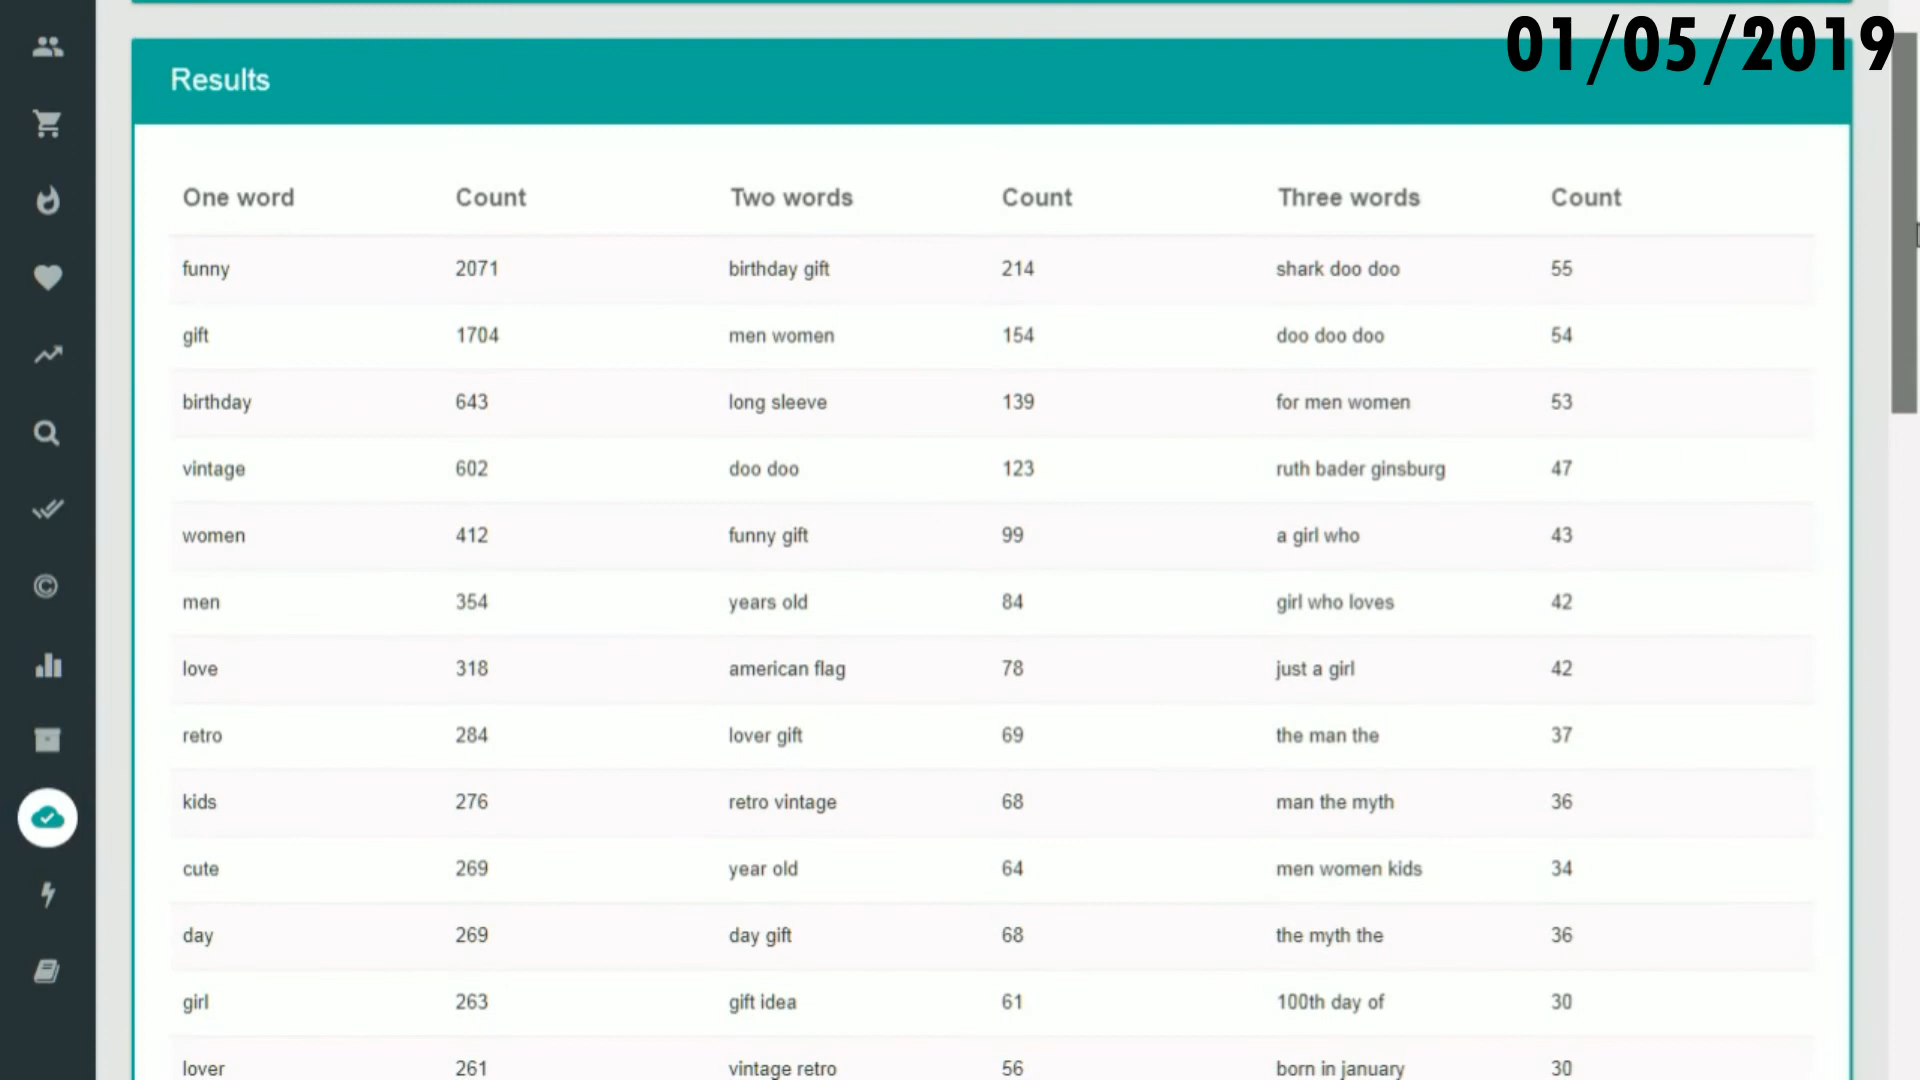 01/05/2019
Results
One word Count Two words Count Three words Count
funny 2071 birthday gift 214 shark doo doo 55
gift 1704 men women 154 doo doo doo 54
birthday 643 long sleeve 139 for men women 53
vintage 602 doo doo 123 ruth bader ginsburg 47
women 412 funny gift 99 a girl who 43
men 354 years old 84 girl who loves 42
love 318 american flag 78 just a girl 42
retro 284 lover gift 69 the man the 37
kids 276 retro vintage 68 man the myth 36
cute 269 year old 64 men women kids 34
day 269 day gift 68 the myth the 36
girl 263 gift idea 61 100th day of 30
lover 261 vintage retro 56 born in january 30